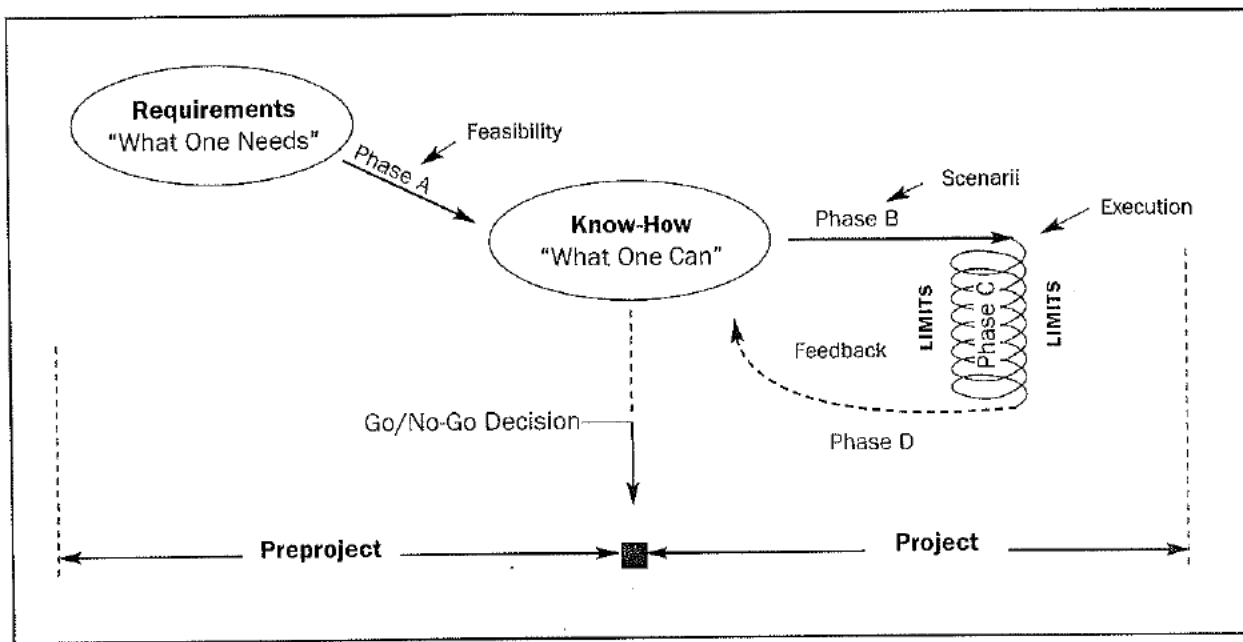 Requirements
"What One Needs"
Phase A
Feasibility
Know-How
"What One Can"
Phase B
Scenarii
Execution
LIMITS
Phase C
LIMITS
Feedback
Phase D
Go/No-Go Decision
Preproject
Project